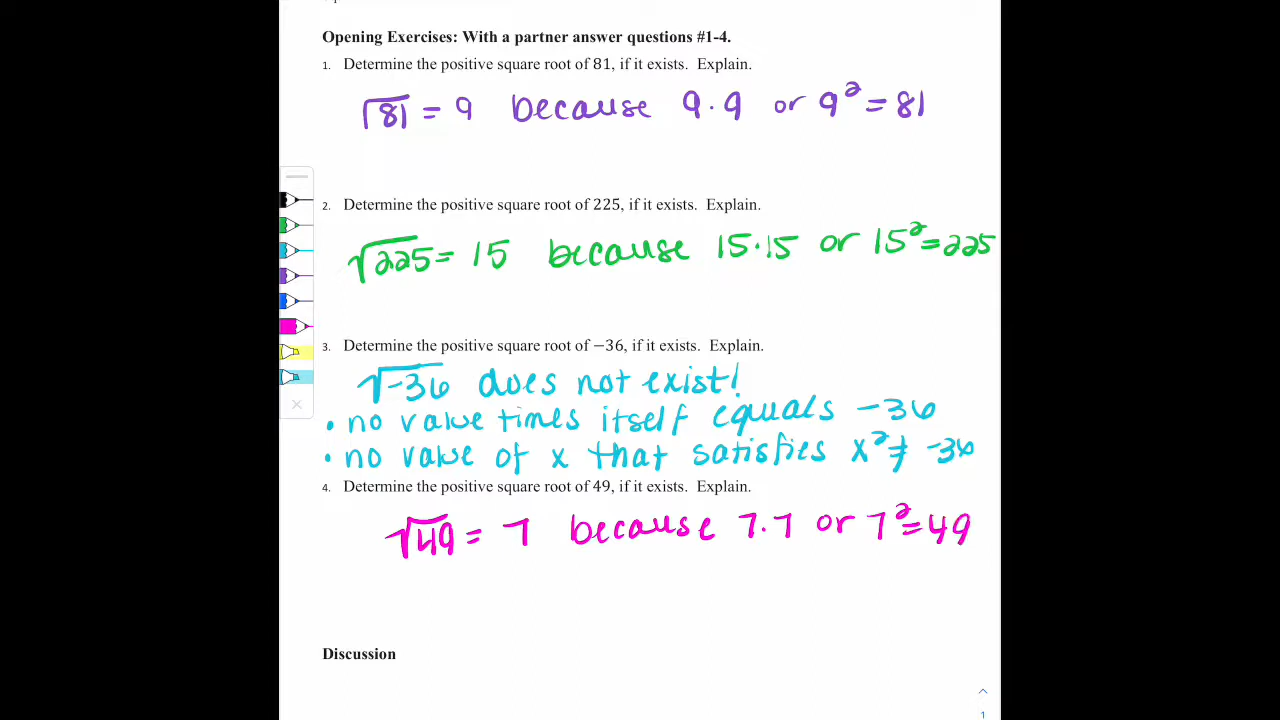 Opening Exercises: With a partner answer questions #1-4.
1. Determine the positive square root of 81, if it exists. Explain.
√81 = 9 because 9·9 or 9² = 81
2. Determine the positive square root of 225, if it exists. Explain.
√225 = 15 because 15·15 or 15² = 225
3. Determine the positive square root of −36, if it exists. Explain.
√-36 does not exist!
• no value times itself equals -36
• no value of x that satisfies x² ≠ -36
4. Determine the positive square root of 49, if it exists. Explain.
√49 = 7 because 7·7 or 7² = 49
Discussion
1